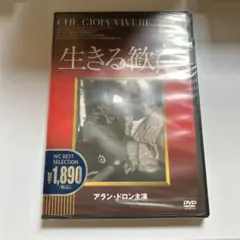 CHE GIOIA VIVERE
生きる歓び
IVC BEST
SELECTION
¥1,890
(税込)
アラン・ドロン主演
DVD